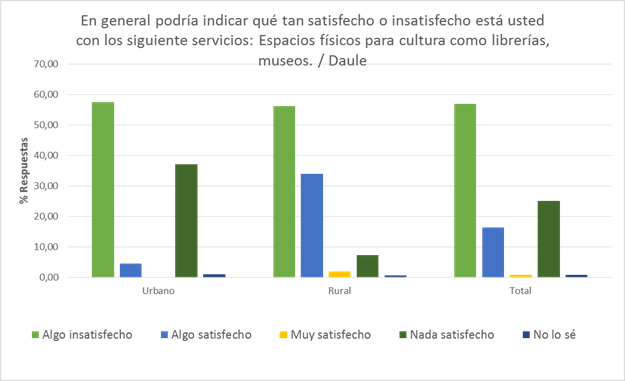 En general podría indicar qué tan satisfecho o insatisfecho está usted
con los siguiente servicios: Espacios físicos para cultura como librerías,
museos. / Daule
70,00
60,00
50,00
40,00
30,00
20,00
10,00
0,00
% Respuestas
Urbano Rural Total
Algo insatisfecho Algo satisfecho Muy satisfecho Nada satisfecho No lo sé